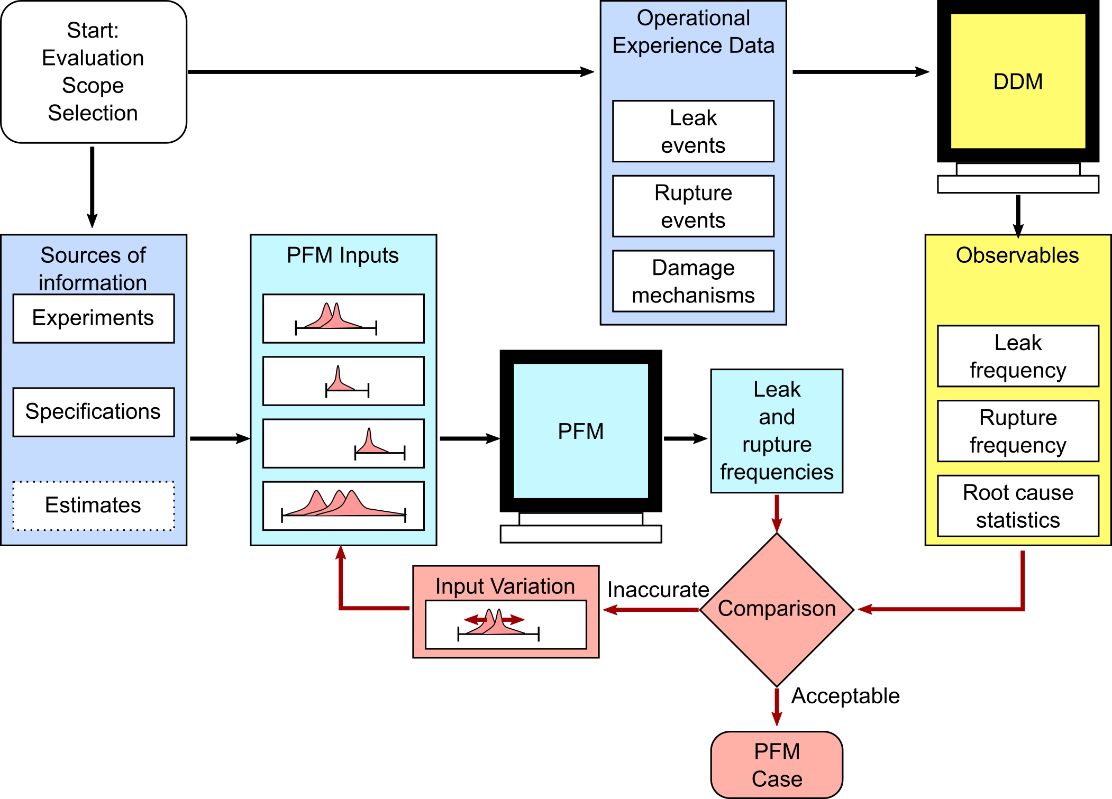 Start:
Evaluation
Scope
Selection
Operational
Experience Data
Leak
events
Rupture
events
Damage
mechanisms
DDM
Sources of
information
Experiments
Specifications
Estimates
PFM Inputs
PFM
Leak
and
rupture
frequencies
Observables
Leak
frequency
Rupture
frequency
Root cause
statistics
Input Variation
Inaccurate
Comparison
Acceptable
PFM
Case